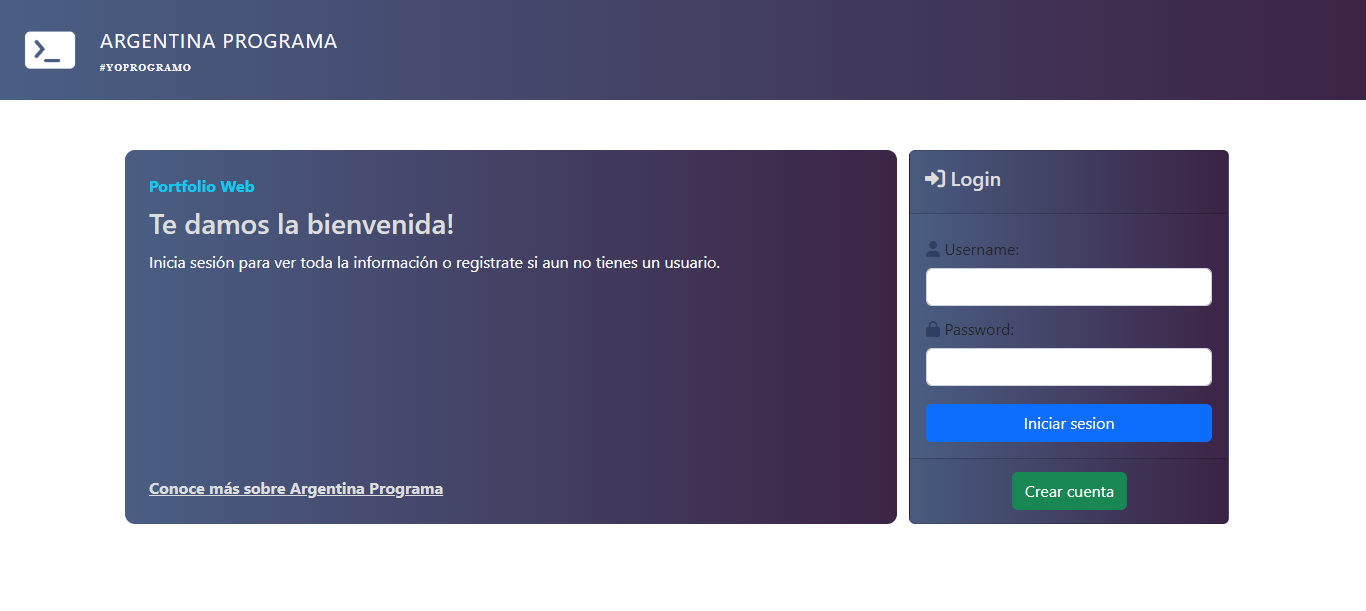 ARGENTINA PROGRAMA
#YOPROGRAMO
Portfolio Web
Te damos la bienvenida!
Inicia sesión para ver toda la información o registrate si aun no tienes un usuario.
Conoce más sobre Argentina Programa
Login
Username:
Password:
Iniciar sesion
Crear cuenta